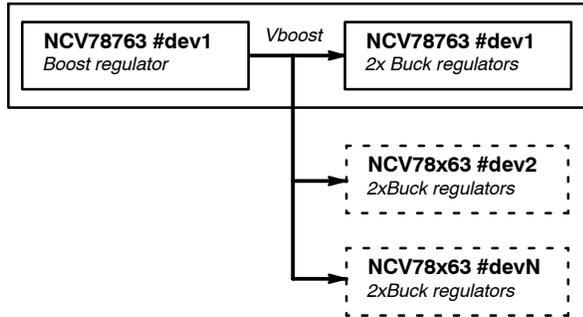 NCV78763 #dev1
Boost regulator
Vboost
NCV78763 #dev1
2x Buck regulators
NCV78x63 #dev2
2xBuck regulators
NCV78x63 #devN
2xBuck regulators